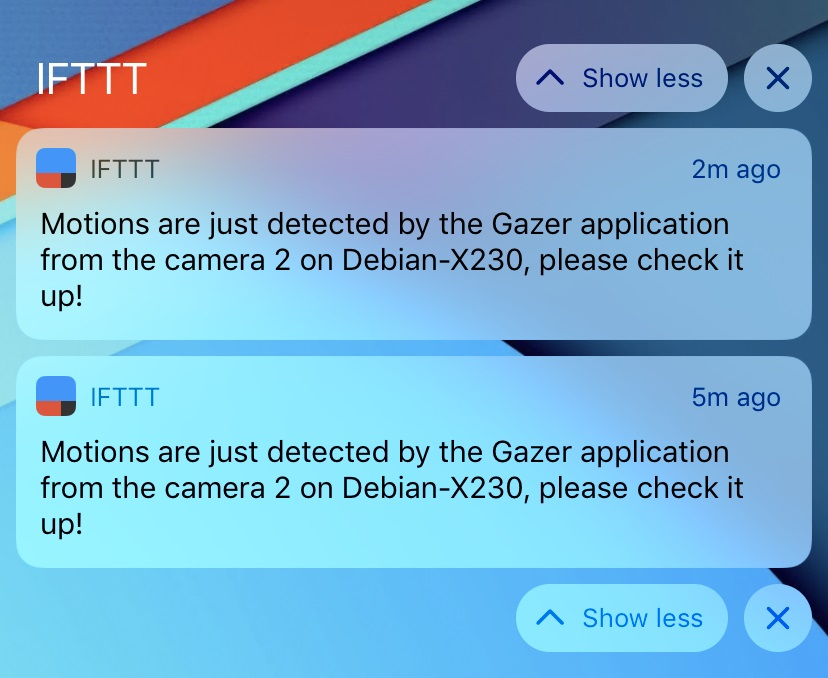 IFTTT
Show less
IFTTT
2m ago
Motions are just detected by the Gazer application
from the camera 2 on Debian-X230, please check it
up!
IFTTT
5m ago
Motions are just detected by the Gazer application
from the camera 2 on Debian-X230, please check it
up!
Show less